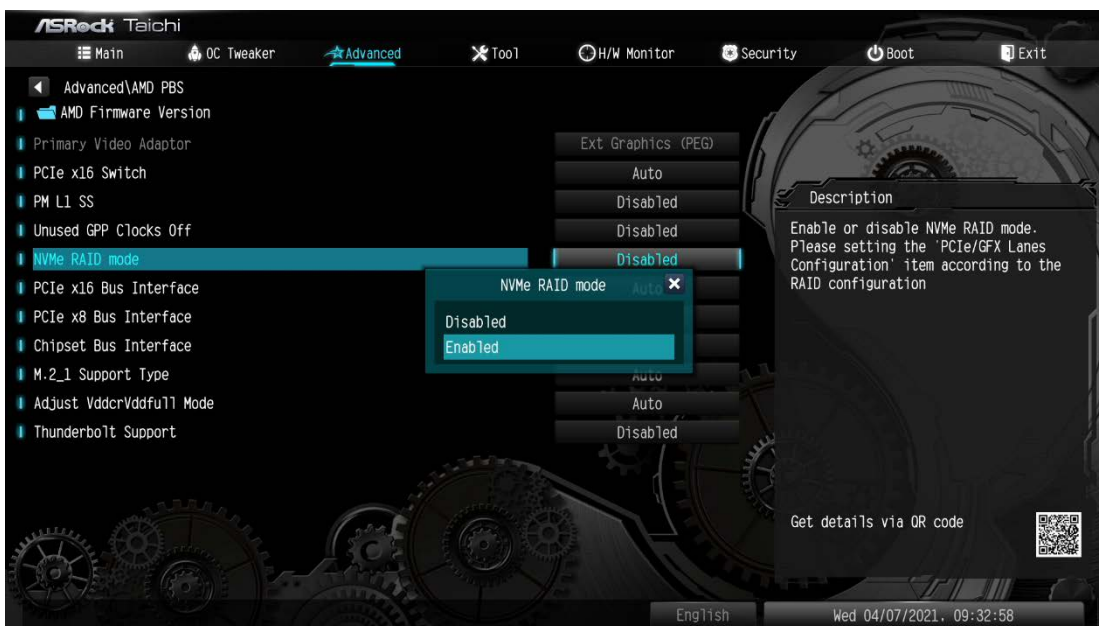 ASRock Taichi
Main OC Tweaker Advanced Tool H/W Monitor Security Boot Exit
Advanced\AMD PBS
AMD Firmware Version
Primary Video Adaptor Ext Graphics (PEG)
PCIe x16 Switch Auto
PM L1 SS Disabled
Unused GPP Clocks Off Disabled
NVMe RAID mode Disabled
PCIe x16 Bus Interface Auto
PCIe x8 Bus Interface
Chipset Bus Interface
M.2_1 Support Type Auto
Adjust VddcrVddfull Mode Auto
Thunderbolt Support Disabled
NVMe RAID mode
Disabled
Enabled
Description
Enable or disable NVMe RAID mode.
Please setting the 'PCIe/GFX Lanes
Configuration' item according to the
RAID configuration
Get details via QR code
English Wed 04/07/2021. 09:32:58